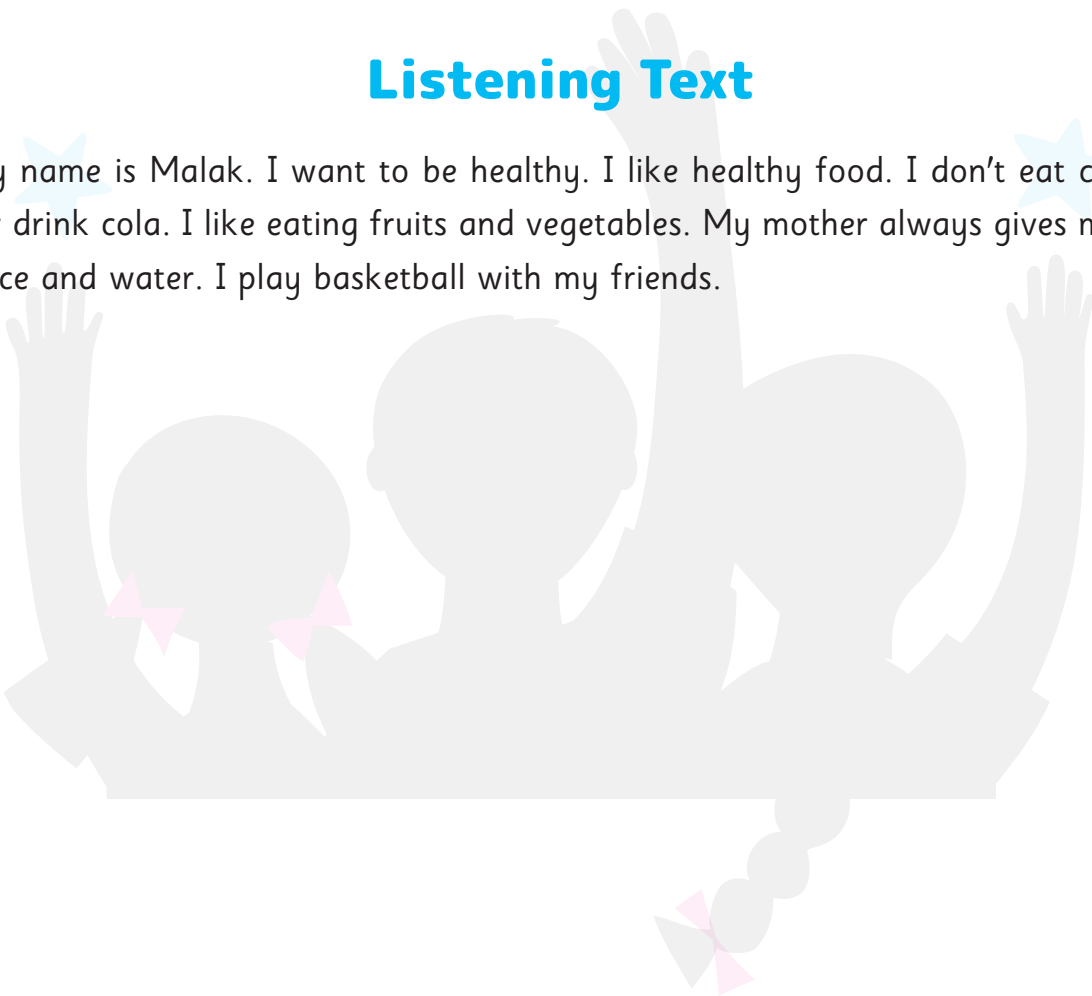 Listening Text
name is Malak. I want to be healthy. I like healthy food. I don't eat
drink cola. I like eating fruits and vegetables. My mother always gives
and water. I play basketball with my friends.